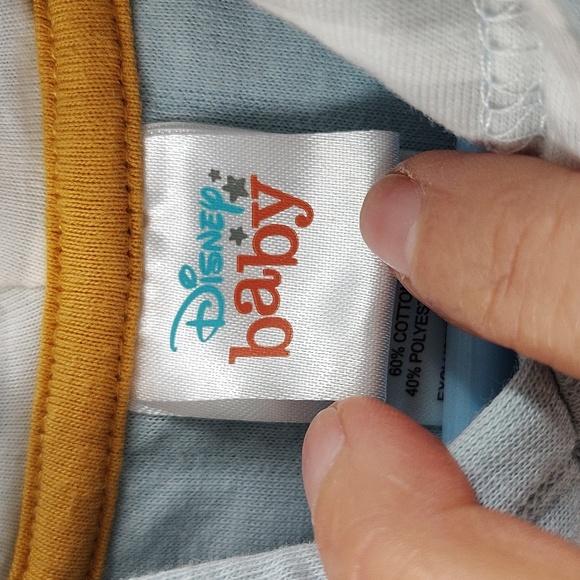 Disney
baby
60% COTTO
40% POLYES